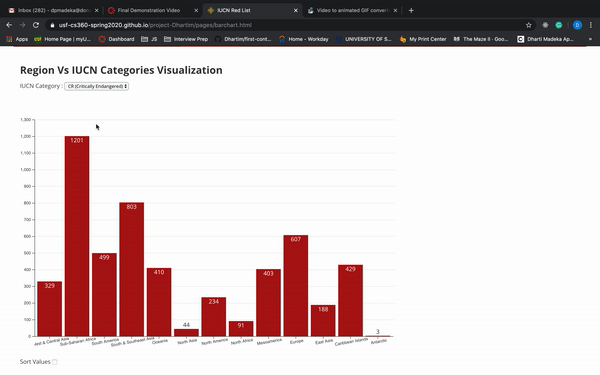 Inbox (282) - dpmadeka@don
Final Demonstration Video
IUCN Red List
Video to animated GIF convert
usf-cs360-spring2020.github.io/project-Dhartim/pages/barchart.html
Apps
Home Page | myU...
Dashboard
JS
Interview Prep
Dhartim/first-cont...
Home - Workday
UNIVERSITY OF S...
My Print Center
The Maze II - Goo...
Dharti Madeka Ap...
Region Vs IUCN Categories Visualization
IUCN Category : CR (Critically Endangered)
1,300
1,200
1,100
1,000
900
800
700
600
500
400
300
200
100
0
329
1201
499
803
410
44
234
91
403
607
188
429
3
Sub-Saharan Africa
South America
South & Southeast Asia
Oceania
North Asia
North America
North Africa
Mesoamerica
Europe
East Asia
Caribbean Islands
Antarctic
Sort Values